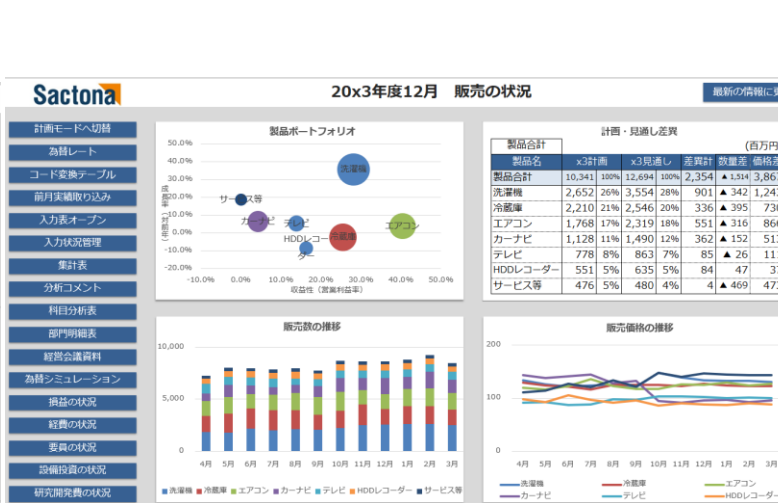 Sactona
20x3年度12月 販売の状況
最新の情報に更
計画モードへ切替
為替レート
コード変換テーブル
前月実績取り込み
入力表オープン
入力状況管理
集計表
分析コメント
科目分析表
部門明細表
経営会議資料
為替シミュレーション
損益の状況
経費の状況
要員の状況
設備投資の状況
研究開発費の状況
製品ポートフォリオ
50.0%
40.0%
30.0%
20.0%
10.0%
0.0%
-10.0%
-20.0%
洗濯機
サービス等
カーナビ
テレビ
エアコン
HDDレコーダー
冷蔵庫
-10.0% 0.0% 10.0% 20.0% 30.0% 40.0% 50.0%
収益性(営業利益率)
計画・見通し差異
製品合計
(百万円
製品名 x3計画 x3見通し 差異計 数量差 価格差
製品合計 10,341 100% 12,694 100% 2,354 ▲ 1,514 3,86
洗濯機 2,652 26% 3,554 28% 901 ▲ 342 1,24
冷蔵庫 2,210 21% 2,546 20% 336 ▲ 395 73
エアコン 1,768 17% 2,319 18% 551 ▲ 316 86
カーナビ 1,128 11% 1,490 12% 362 ▲ 152 51
テレビ 778 8% 863 7% 85 ▲ 26 11
HDDレコーダー 551 5% 635 5% 84 47 3
サービス等 476 5% 480 4% 4 ▲ 469 47
販売数の推移
10,000
5,000
0
4月 5月 6月 7月 8月 9月 10月 11月 12月 1月 2月 3月
洗濯機 冷蔵庫 エアコン カーナビ テレビ HDDレコーダー サービス等
販売価格の推移
200
100
0
4月 5月 6月 7月 8月 9月 10月 11月 12月 1月 2月 3月
洗濯機 冷蔵庫 エアコン
カーナビ テレビ HDDレコーダー